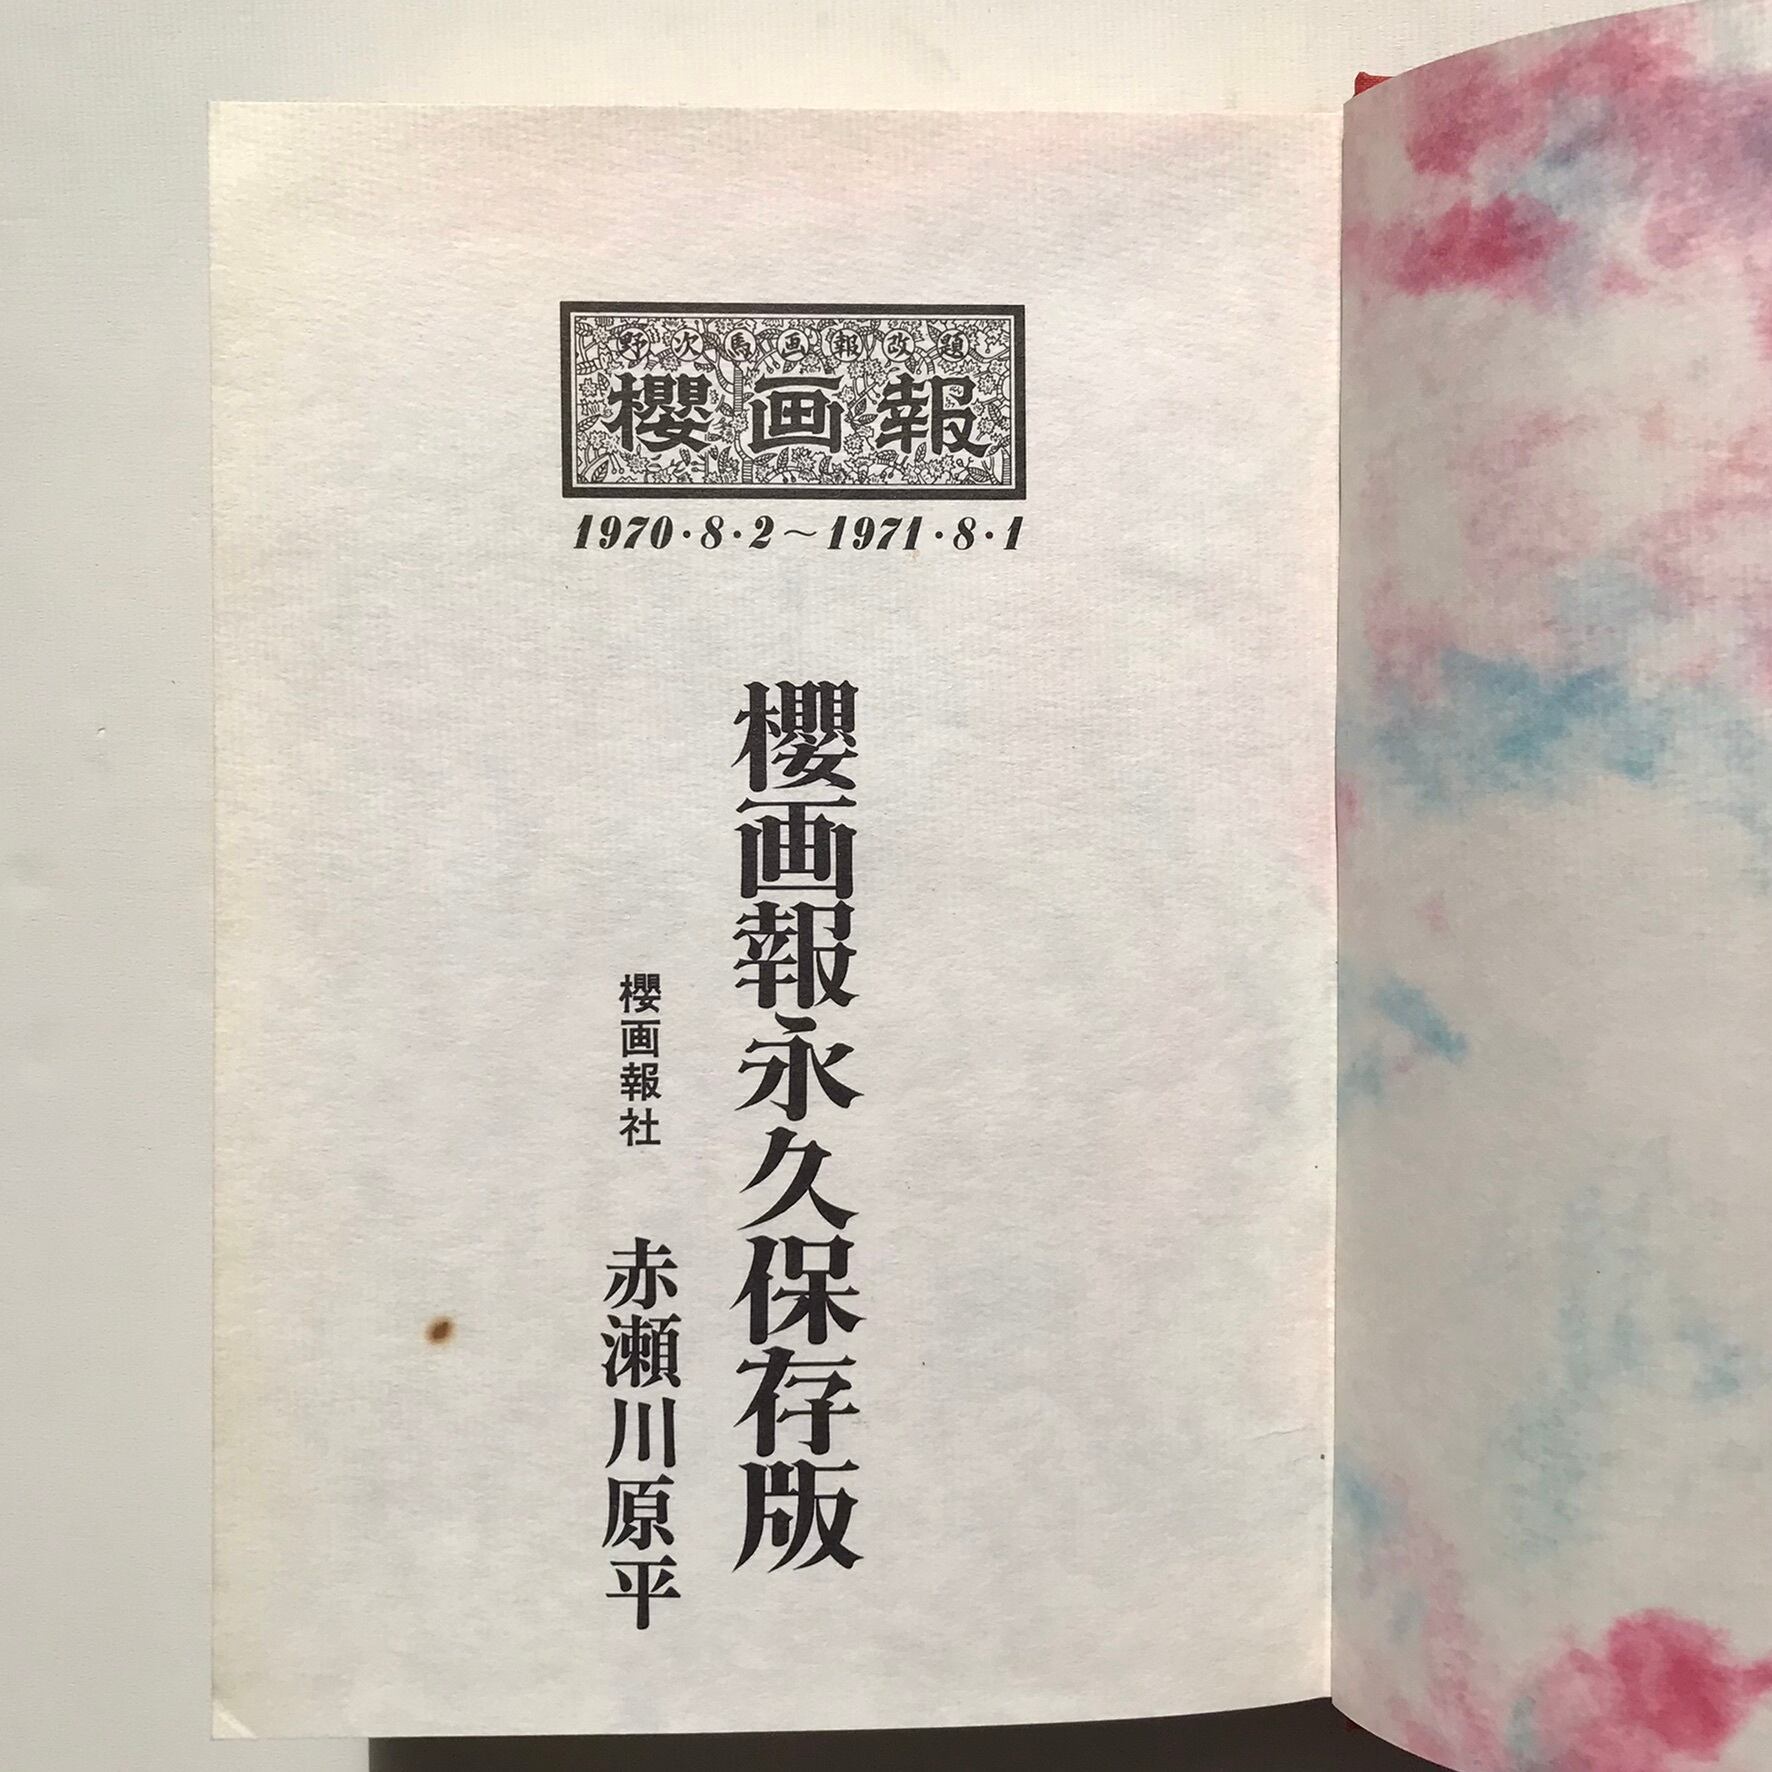 野次馬画報改題
櫻画報
1970・8・2〜1971・8・1
櫻画報永久保存版
櫻画報社 赤瀬川原平